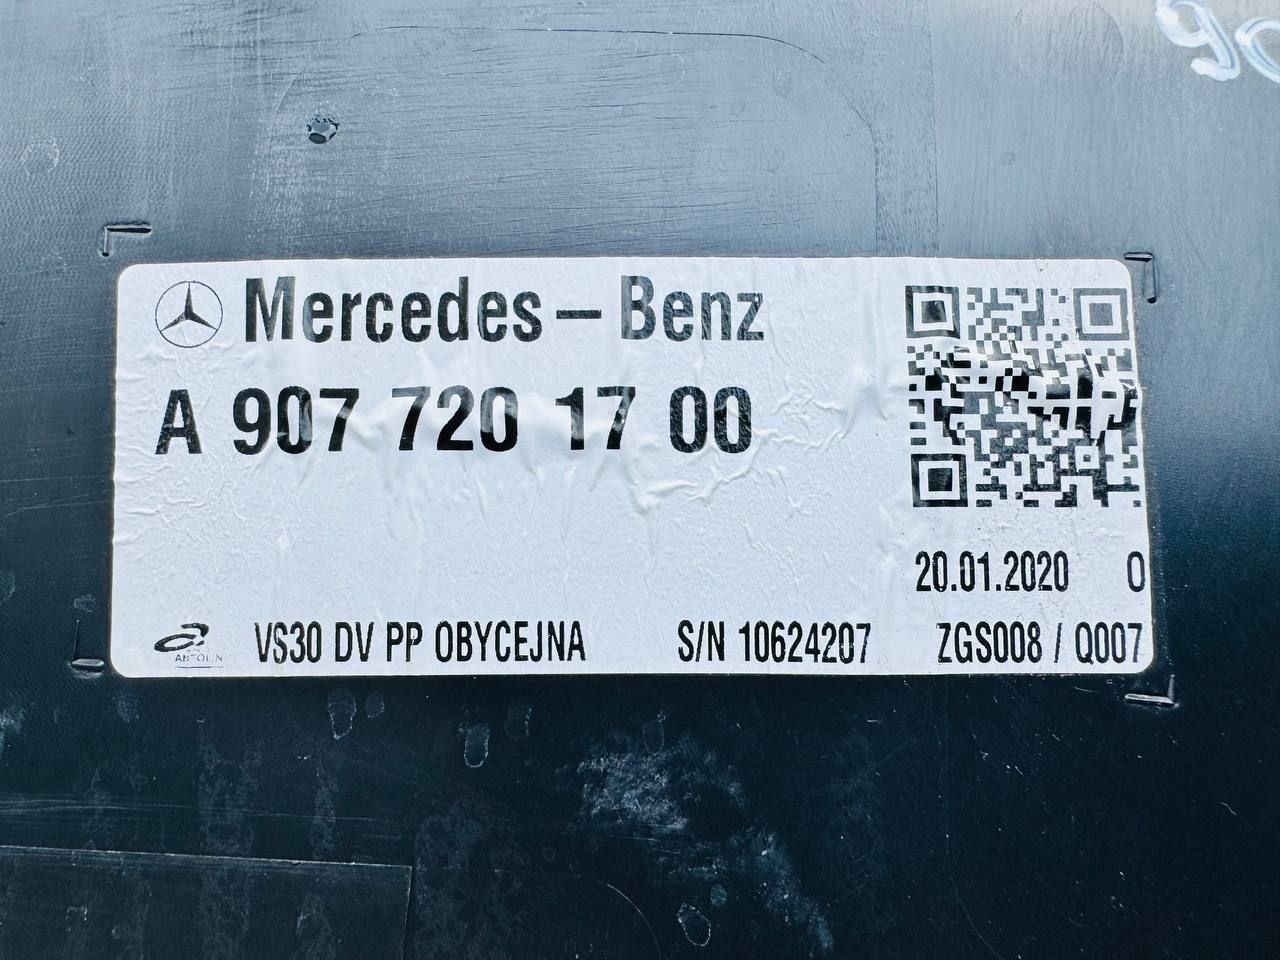 Mercedes-Benz
A 907 720 17 00
20.01.2020 0
ANTOLIN
VS30 DV PP OBYCEJNA S/N 10624207 ZGS008 / Q007